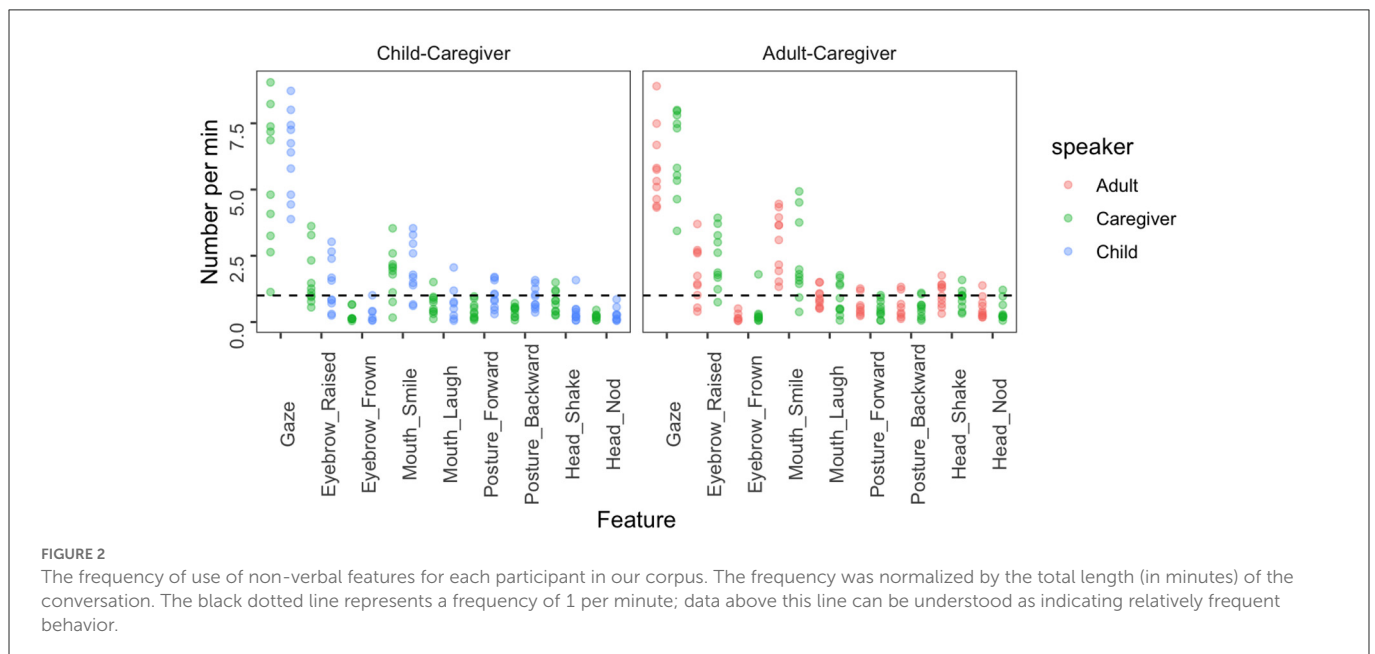 Child-Caregiver
Adult-Caregiver
Number per min
7.5
5.0
2.5
0.0
Gaze
Eyebrow_Raised
Eyebrow_Frown
Mouth_Smile
Mouth_Laugh
Posture_Forward
Posture_Backward
Head_Shake
Head_Nod
Gaze
Eyebrow_Raised
Eyebrow_Frown
Mouth_Smile
Mouth_Laugh
Posture_Forward
Posture_Backward
Head_Shake
Head_Nod
Feature
speaker
Adult
Caregiver
Child
FIGURE 2
The frequency of use of non-verbal features for each participant in our corpus. The frequency was normalized by the total length (in minutes) of the
conversation. The black dotted line represents a frequency of 1 per minute; data above this line can be understood as indicating relatively frequent
behavior.